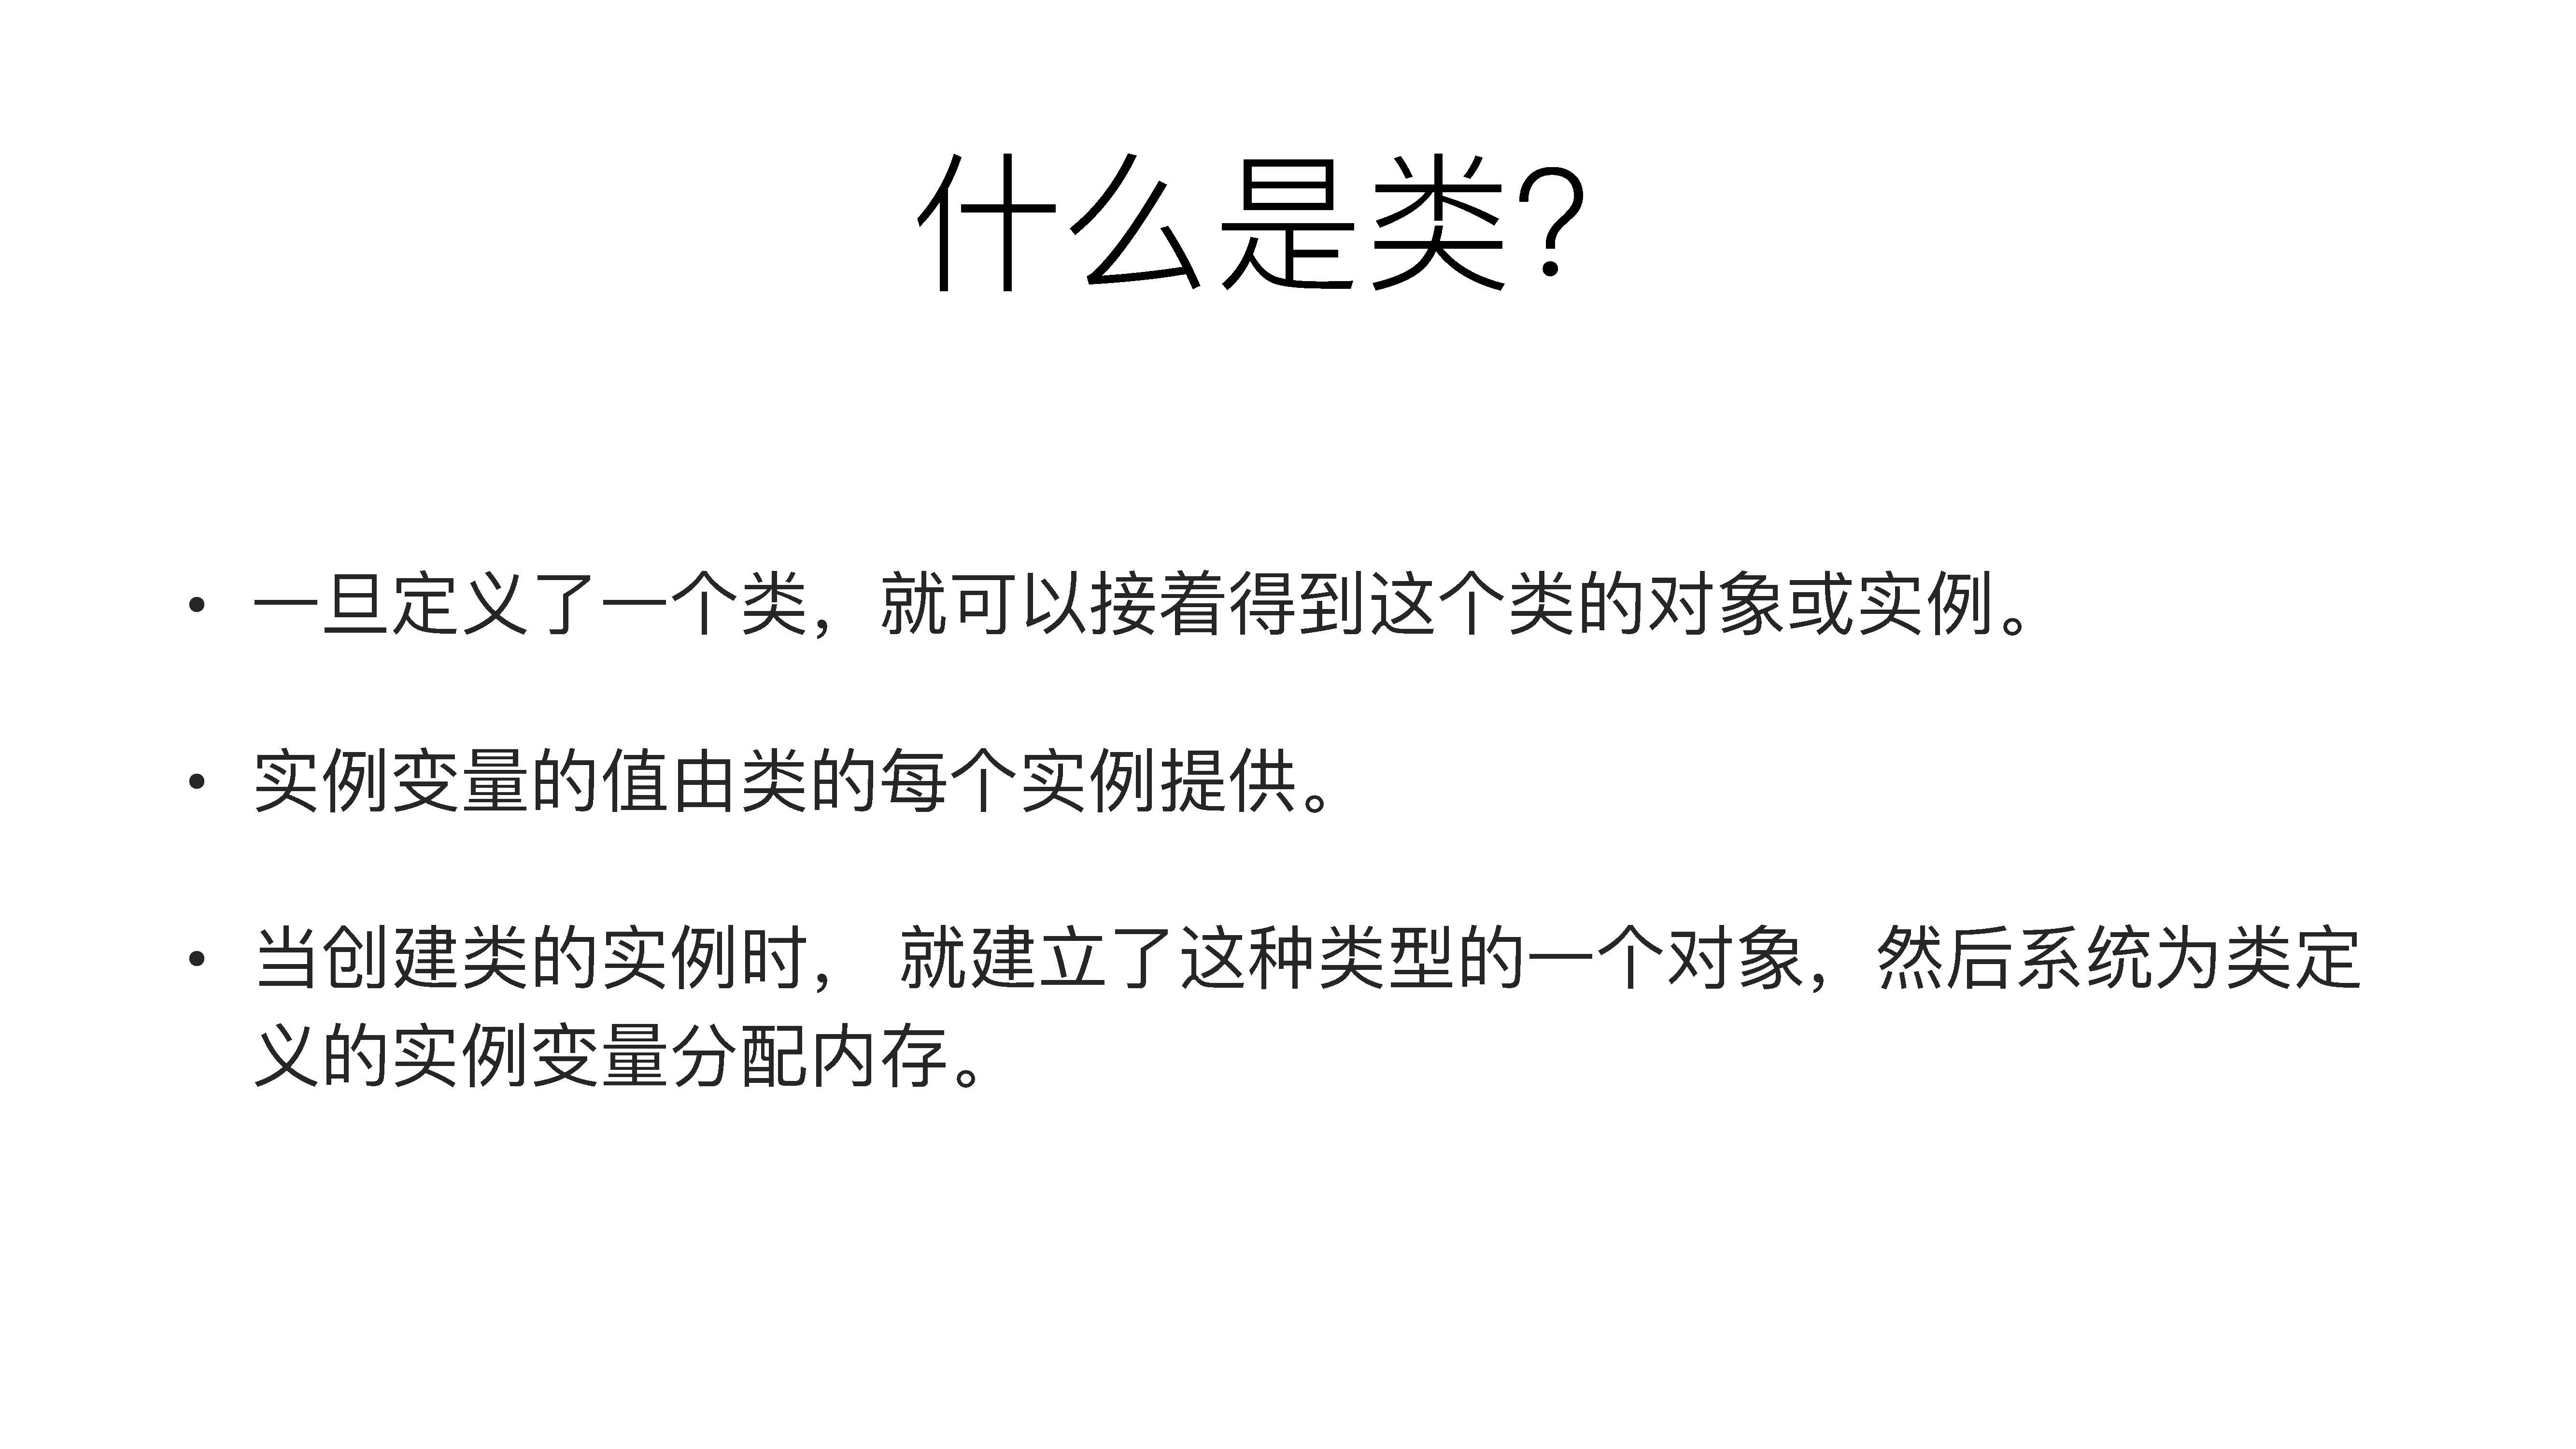 什么是类?
• 一旦定义了一个类，就可以接着得到这个类的对象或实例。
• 实例变量的值由类的每个实例提供。
• 当创建类的实例时， 就建立了这种类型的一个对象，然后系统为类定
义的实例变量分配内存。